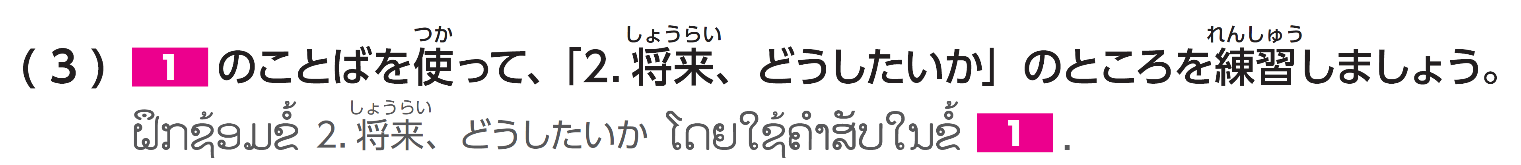 (3) 1 のことばを使って、「2. 将来、どうしたいか」のところを練習しましょう。
ຝຶກຊ້ອມຂໍ້ 2. 将来、どうしたいか ໂດຍໃຊ້ຄຳສັບໃນຂໍ້ 1 .